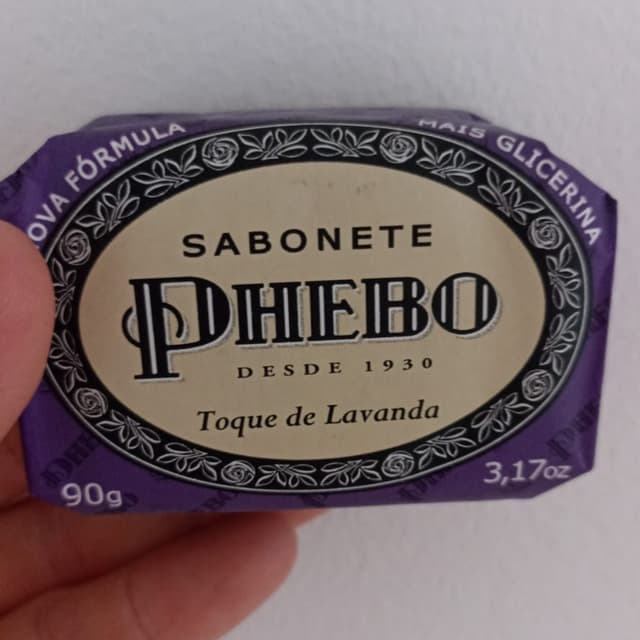 OVA FÓRMULA
MAIS GLICERINA
SABONETE
PHEBO
DESDE 1930
Toque de Lavanda
90g
3,17oz